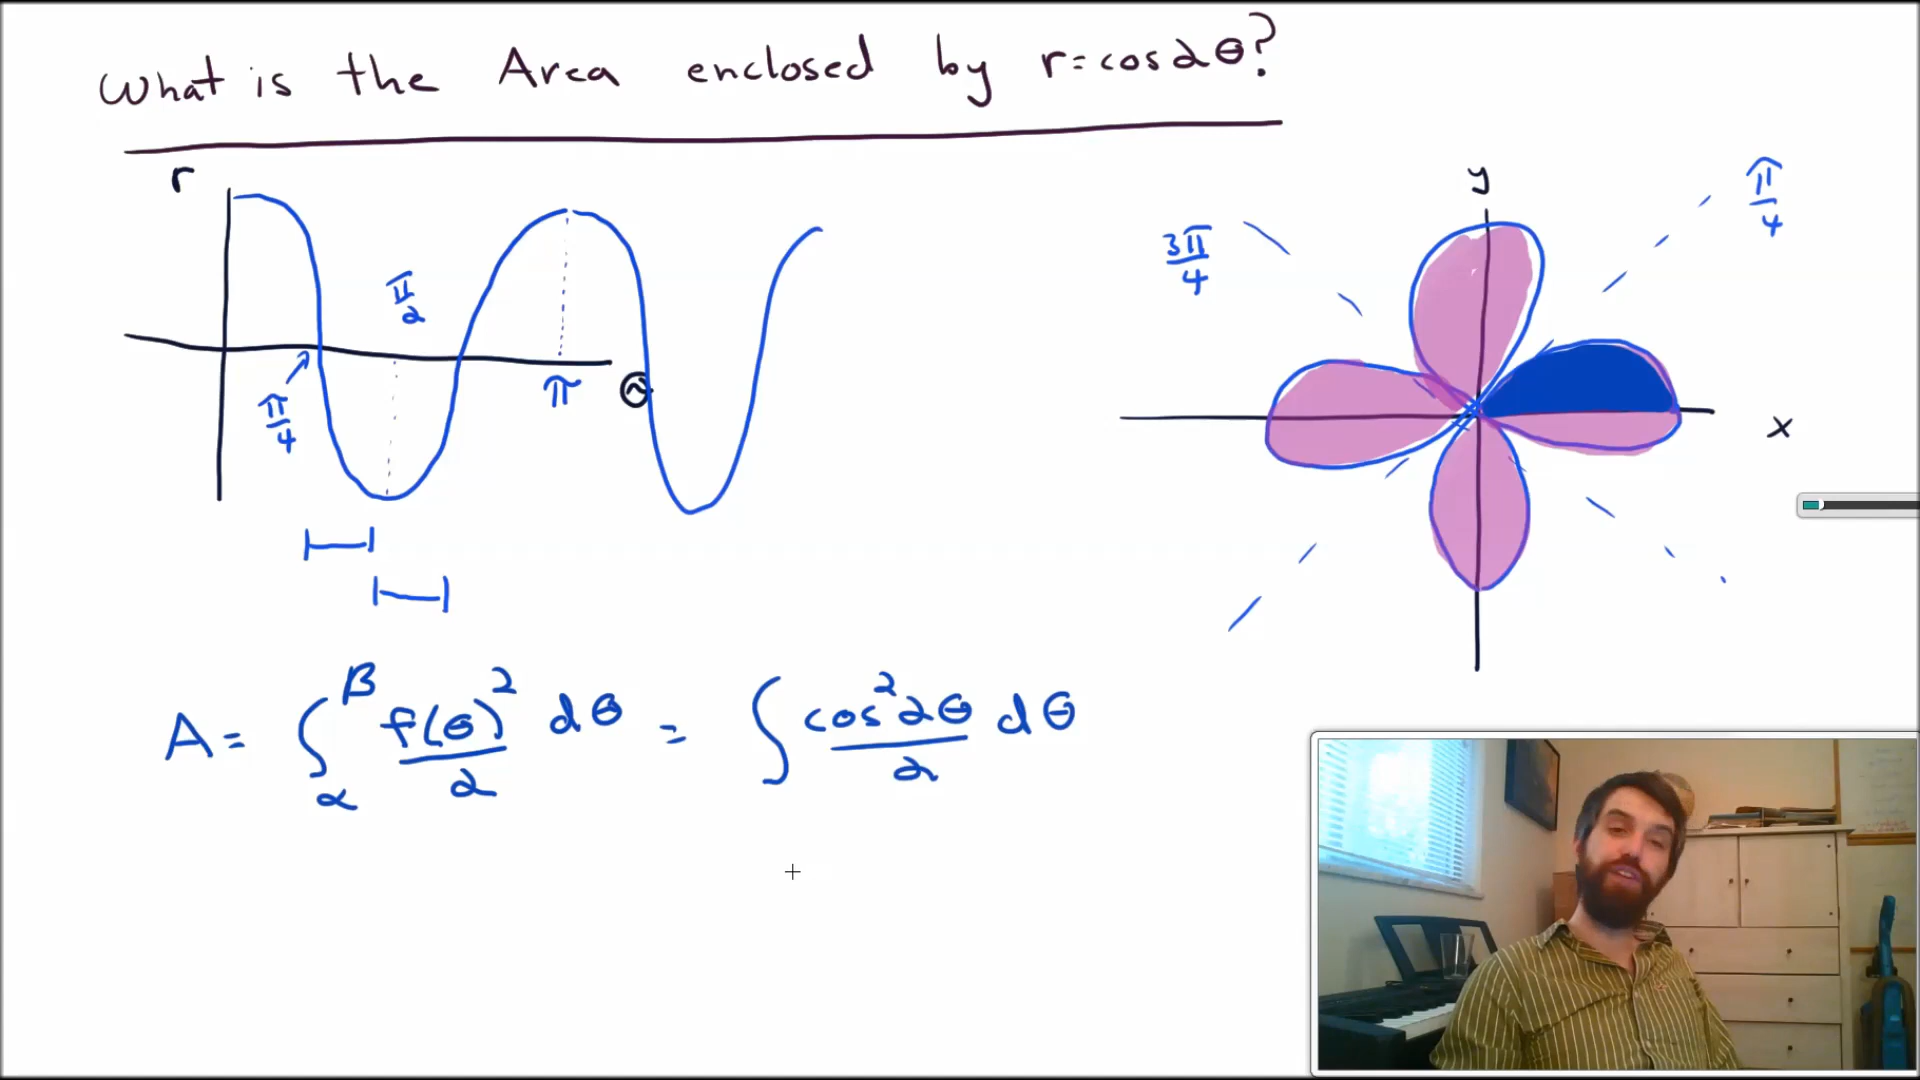 What is the Area enclosed by r=cos2θ?
r
π/2
π/4
π
θ
y
π/4
3π/4
x
A = ∫_α^β f(θ)²/2 dθ = ∫ cos²2θ/2 dθ